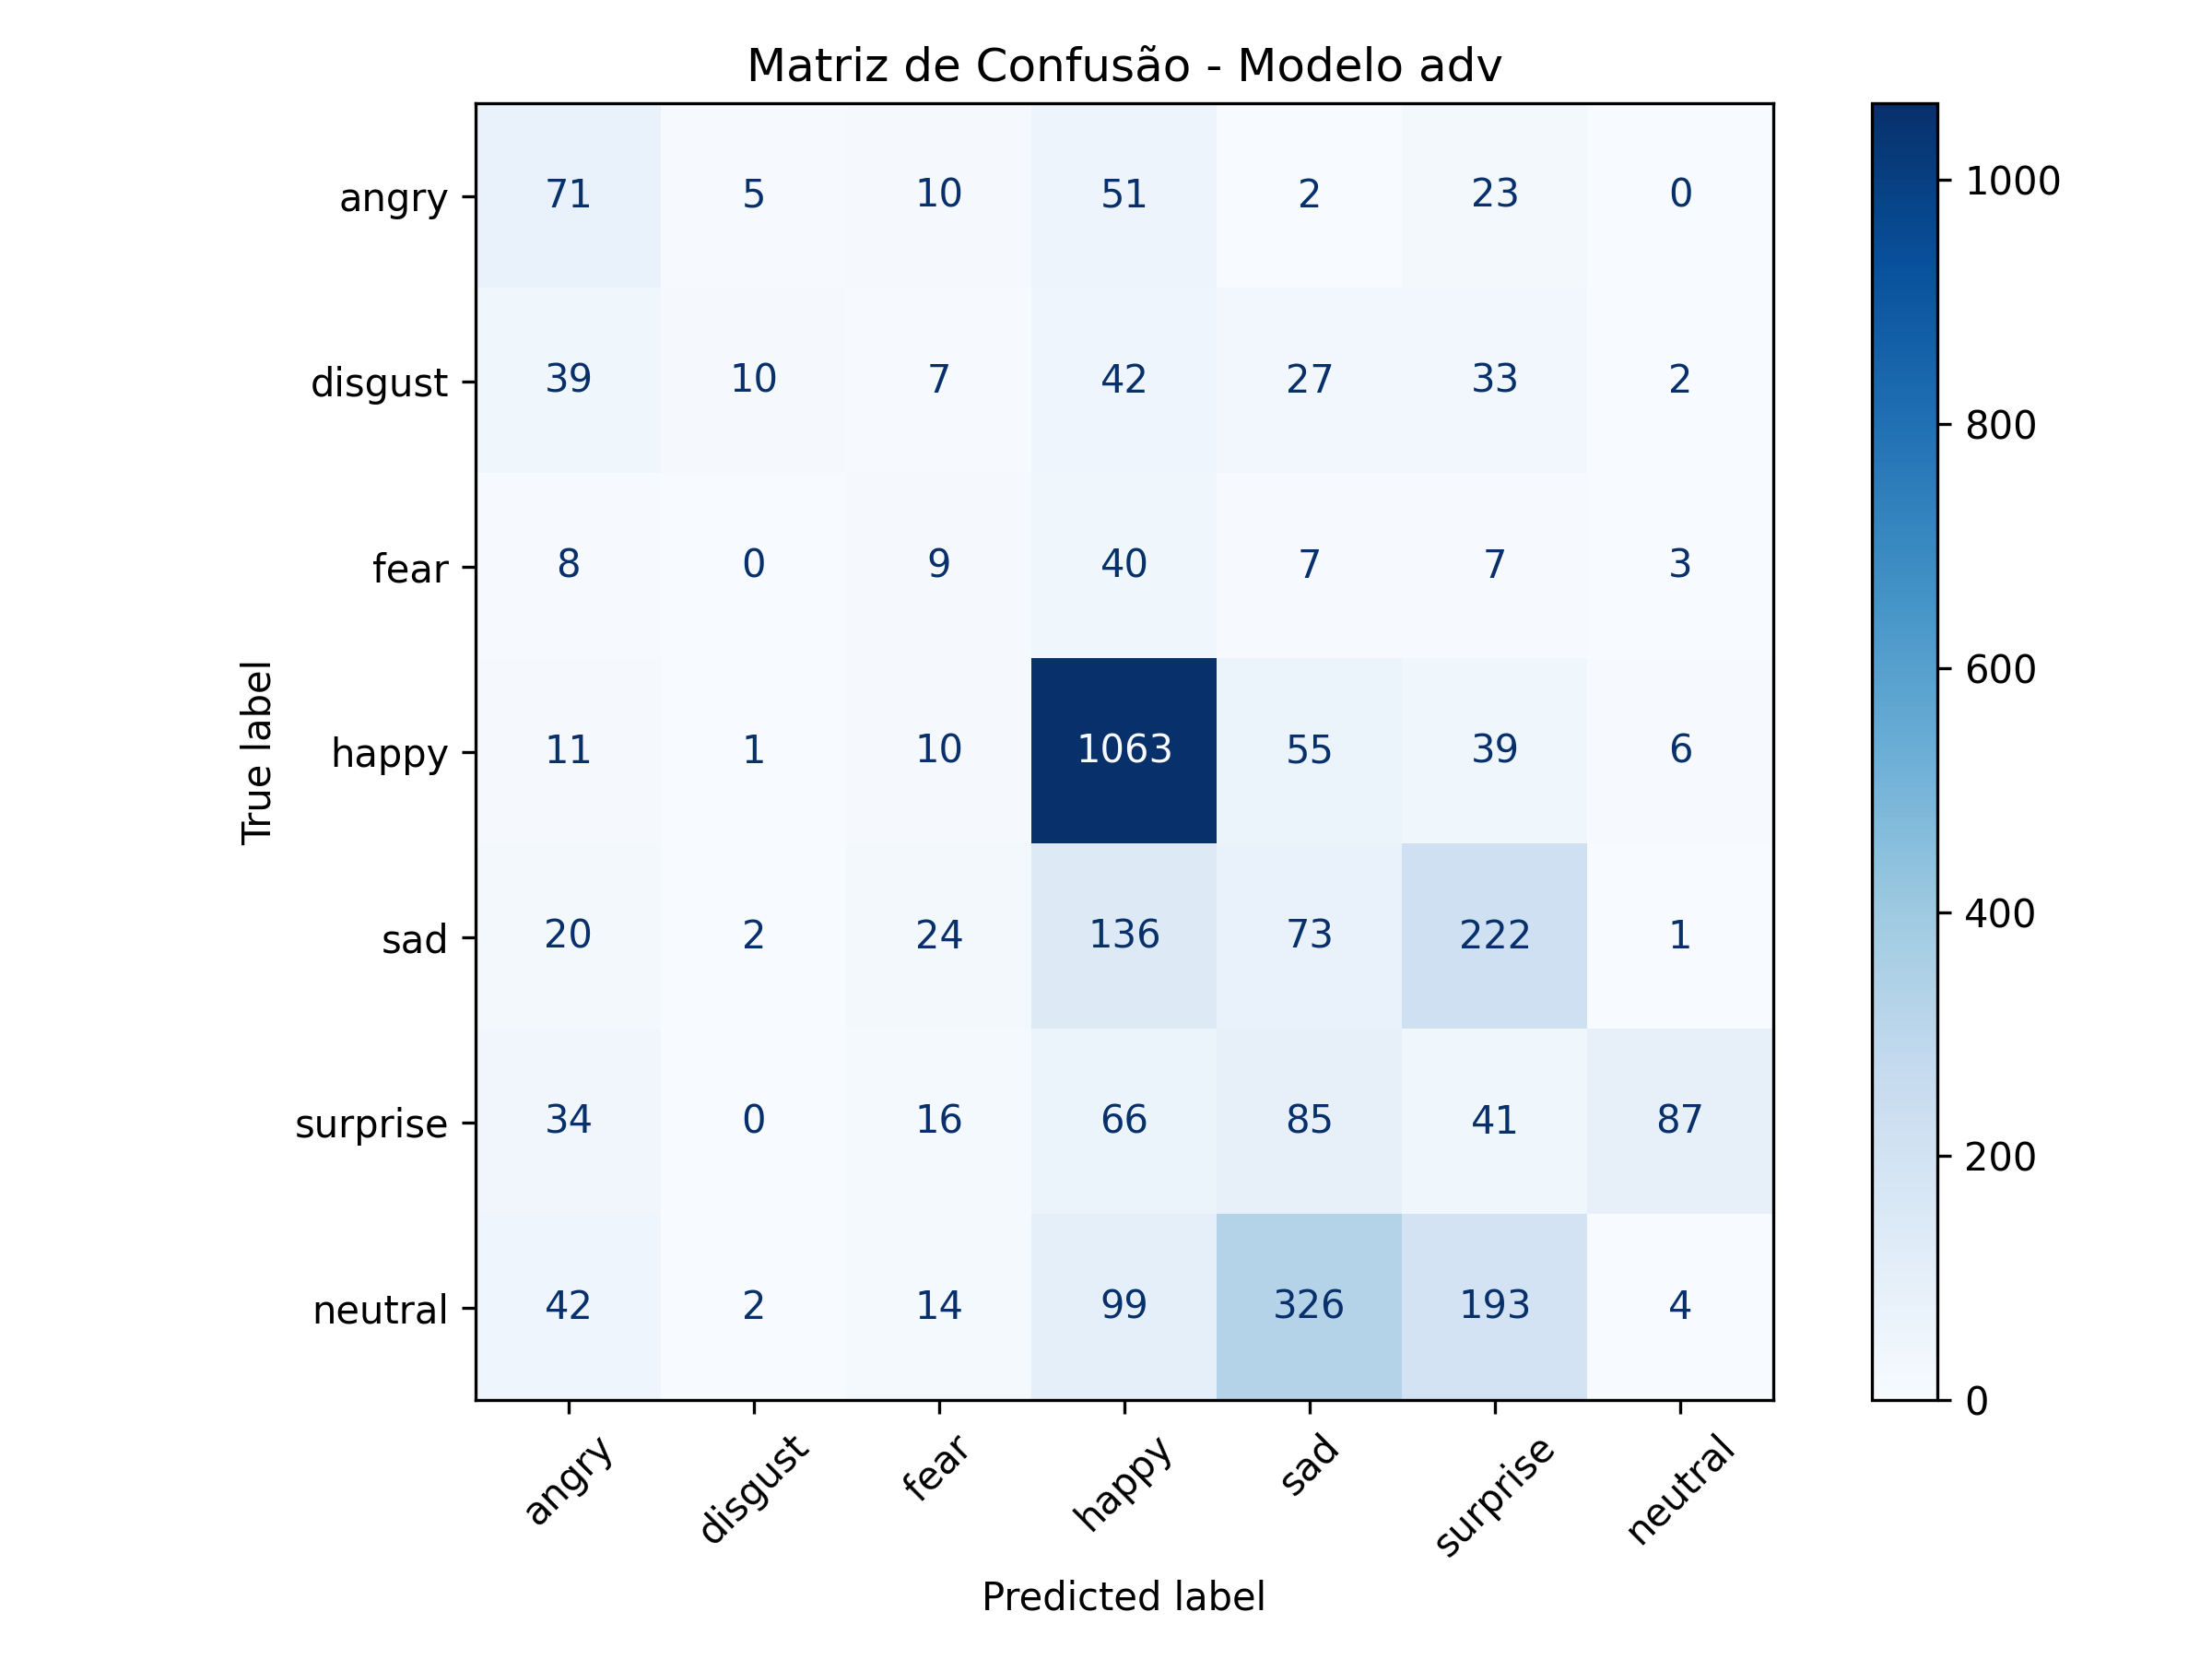 Matriz de Confusão - Modelo adv
True label
angry 71 5 10 51 2 23 0
disgust 39 10 7 42 27 33 2
fear 8 0 9 40 7 7 3
happy 11 1 10 1063 55 39 6
sad 20 2 24 136 73 222 1
surprise 34 0 16 66 85 41 87
neutral 42 2 14 99 326 193 4
angry disgust fear happy sad surprise neutral
Predicted label
1000
800
600
400
200
0